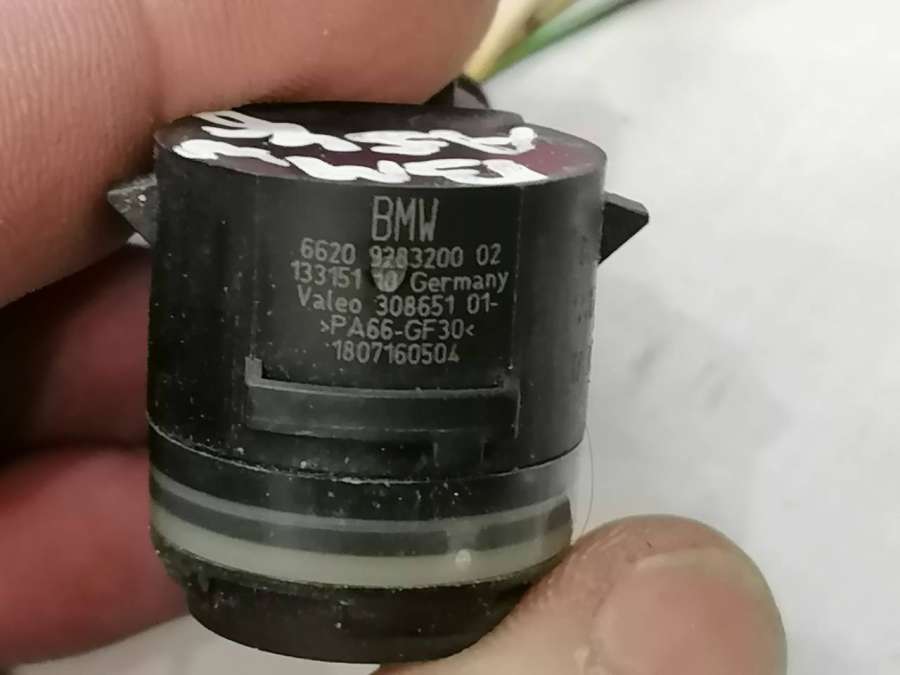 BMW
6620 9283200 02
133151 10 Germany
Valeo 308651 01-
>PA66-GF30<
1807160504